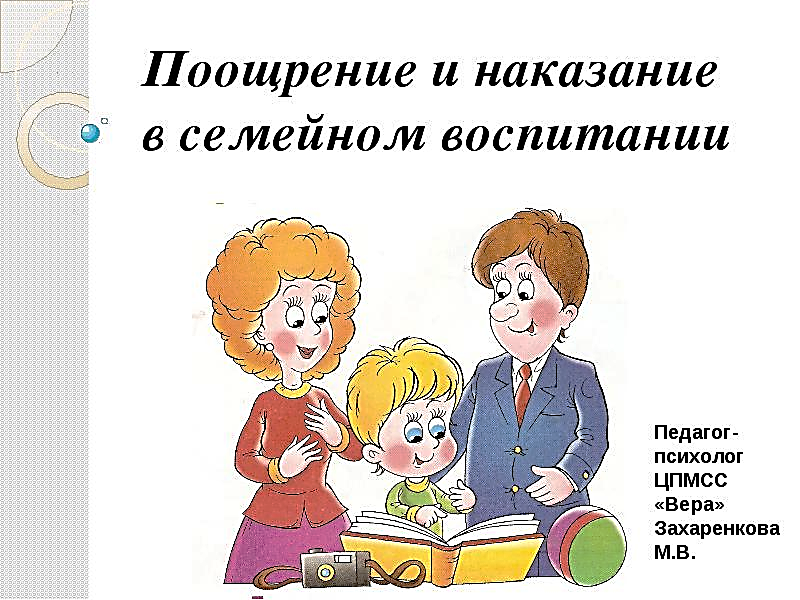 Поощрение и наказание
в семейном воспитании
Педагог-
психолог
ЦПМСС
«Вера»
Захаренкова
М.В.